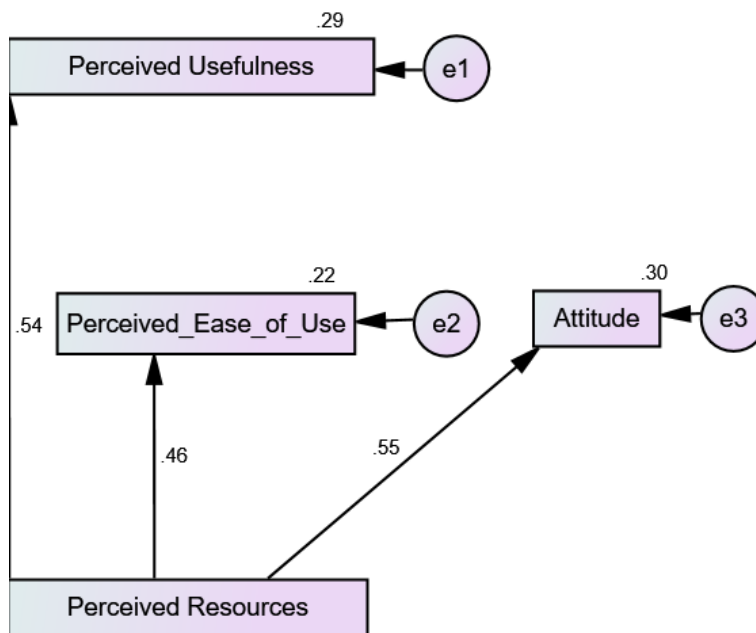 .29
Perceived Usefulness
e1
.22
.30
Perceived_Ease_of_Use
e2
Attitude
e3
.54
.46
.55
Perceived Resources